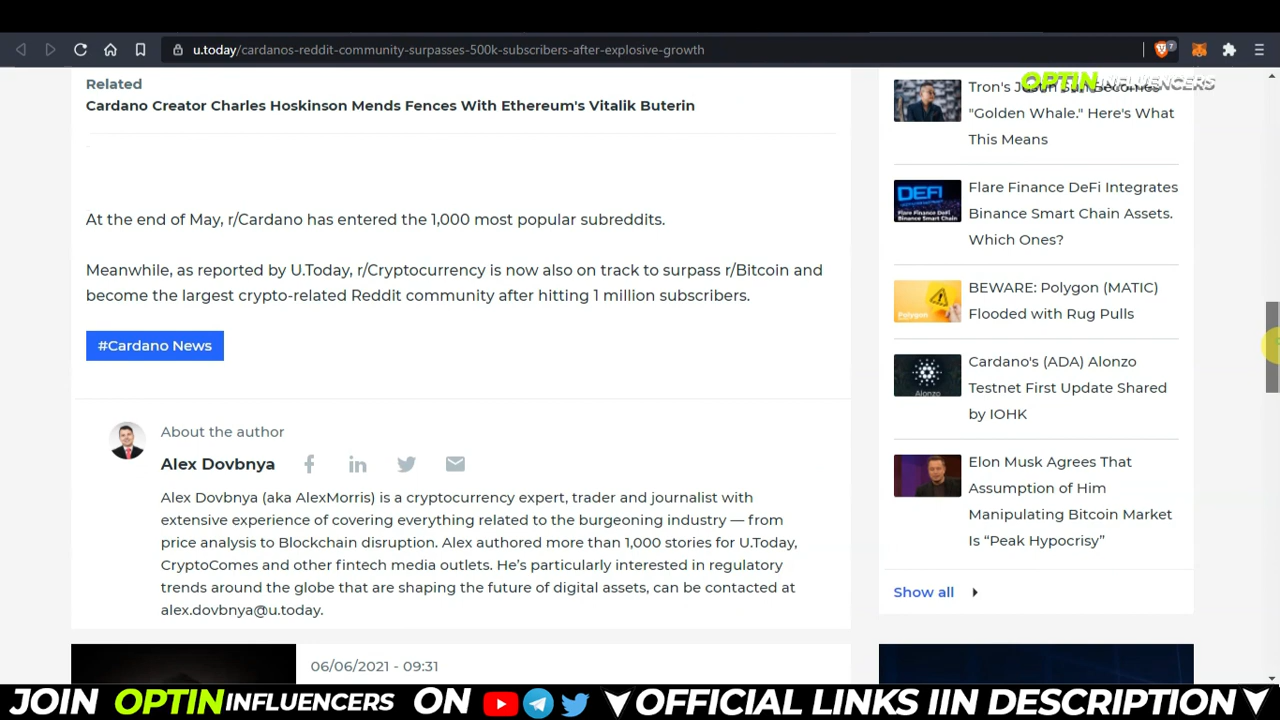 u.today/cardanos-reddit-community-surpasses-500k-subscribers-after-explosive-growth
7
OPTIN INFLUENCERS
Related
Cardano Creator Charles Hoskinson Mends Fences With Ethereum's Vitalik Buterin
At the end of May, r/Cardano has entered the 1,000 most popular subreddits.
Meanwhile, as reported by U.Today, r/Cryptocurrency is now also on track to surpass r/Bitcoin and
become the largest crypto-related Reddit community after hitting 1 million subscribers.
#Cardano News
About the author
Alex Dovbnya
Alex Dovbnya (aka AlexMorris) is a cryptocurrency expert, trader and journalist with
extensive experience of covering everything related to the burgeoning industry — from
price analysis to Blockchain disruption. Alex authored more than 1,000 stories for U.Today,
CryptoComes and other fintech media outlets. He's particularly interested in regulatory
trends around the globe that are shaping the future of digital assets, can be contacted at
alex.dovbnya@u.today.
06/06/2021 - 09:31
Tron's Justin Sun Becomes
"Golden Whale." Here's What
This Means
DEFI
Flare Finance DeFi Integrates
Binance Smart Chain Assets.
Which Ones?
Polygon
BEWARE: Polygon (MATIC)
Flooded with Rug Pulls
Alonzo
Cardano's (ADA) Alonzo
Testnet First Update Shared
by IOHK
Elon Musk Agrees That
Assumption of Him
Manipulating Bitcoin Market
Is “Peak Hypocrisy”
Show all
JOIN OPTIN INFLUENCERS ON OFFICIAL LINKS IIN DESCRIPTION